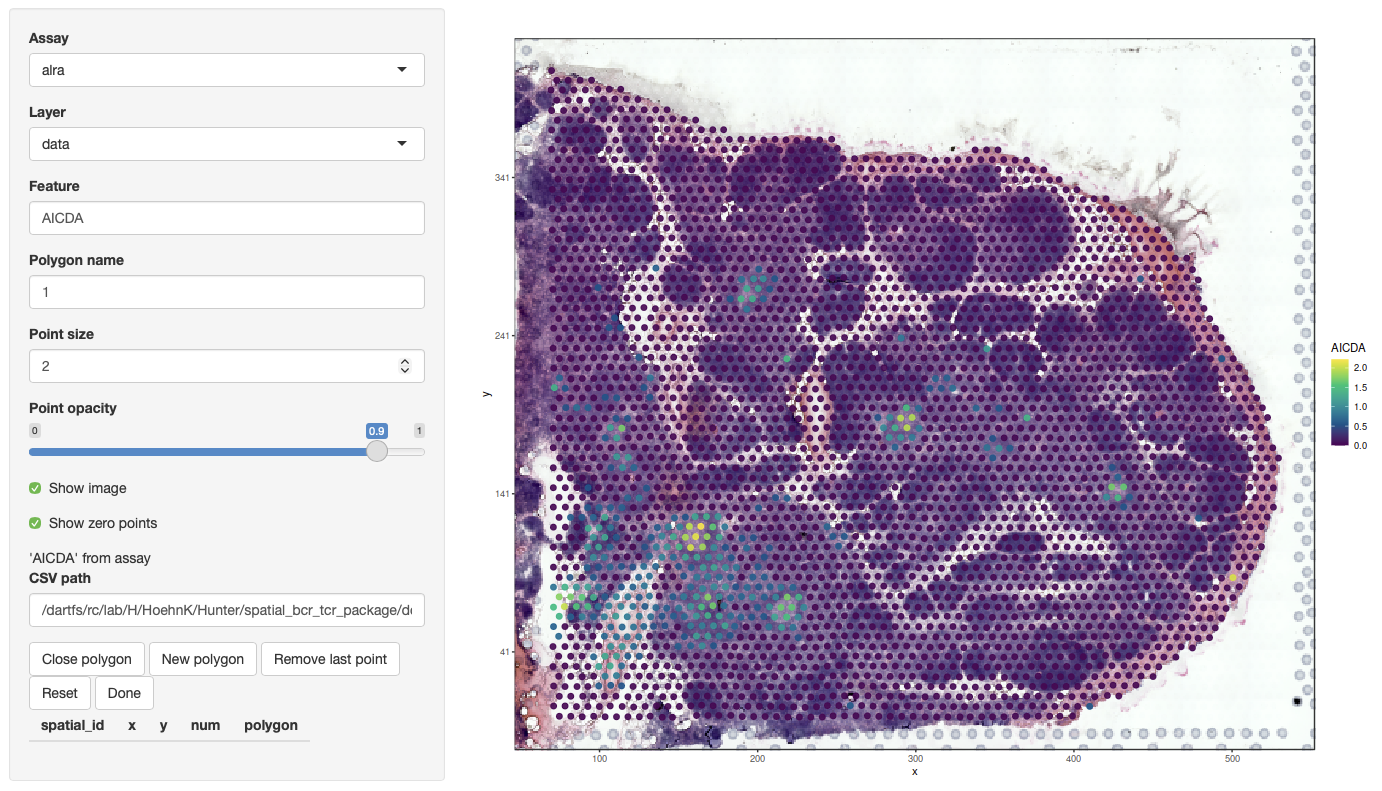 Assay
alra
Layer
data
Feature
AICDA
Polygon name
1
Point size
2
Point opacity
0 0.9 1
Show image
Show zero points
'AICDA' from assay
CSV path
/dartfs/rc/lab/H/HoehnK/Hunter/spatial_bcr_tcr_package/de
Close polygon New polygon Remove last point
Reset Done
spatial_id x y num polygon
341
241
141
41
y
100 200 300 400 500
x
AICDA
2.0
1.5
1.0
0.5
0.0